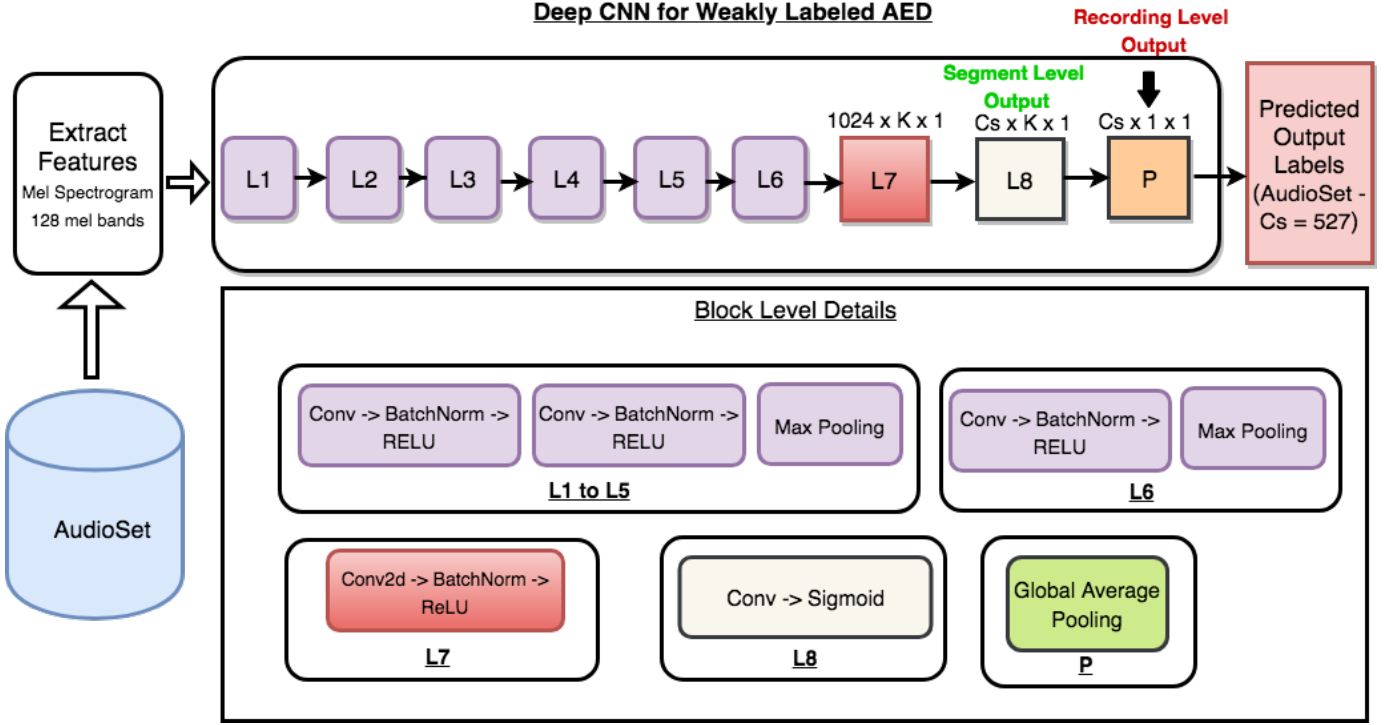 Deep CNN for Weakly Labeled AED
Recording Level
Output
Segment Level
Output
Extract
Features
Mel Spectrogram
128 mel bands
1024 x K x 1
Cs x K x 1
Cs x 1 x 1
L1
L2
L3
L4
L5
L6
L7
L8
P
Predicted
Output
Labels
(AudioSet -
Cs = 527)
AudioSet
Block Level Details
Conv -> BatchNorm ->
RELU
Conv -> BatchNorm ->
RELU
Max Pooling
L1 to L5
Conv -> BatchNorm ->
RELU
Max Pooling
L6
Conv2d -> BatchNorm ->
ReLU
L7
Conv -> Sigmoid
L8
Global Average
Pooling
P